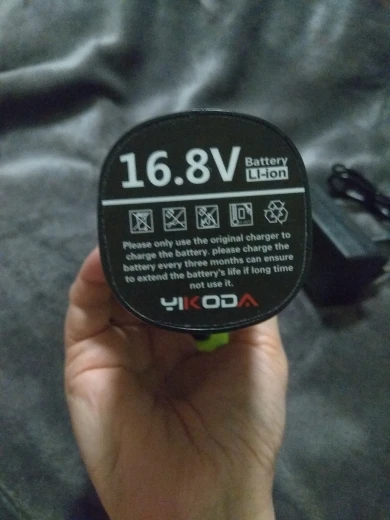 16.8V Battery
LI-ion
Please only use the original charger to
charge the battery. please charge the
battery every three months can ensure
to extend the battery's life if long time
not use it.
YIKODA